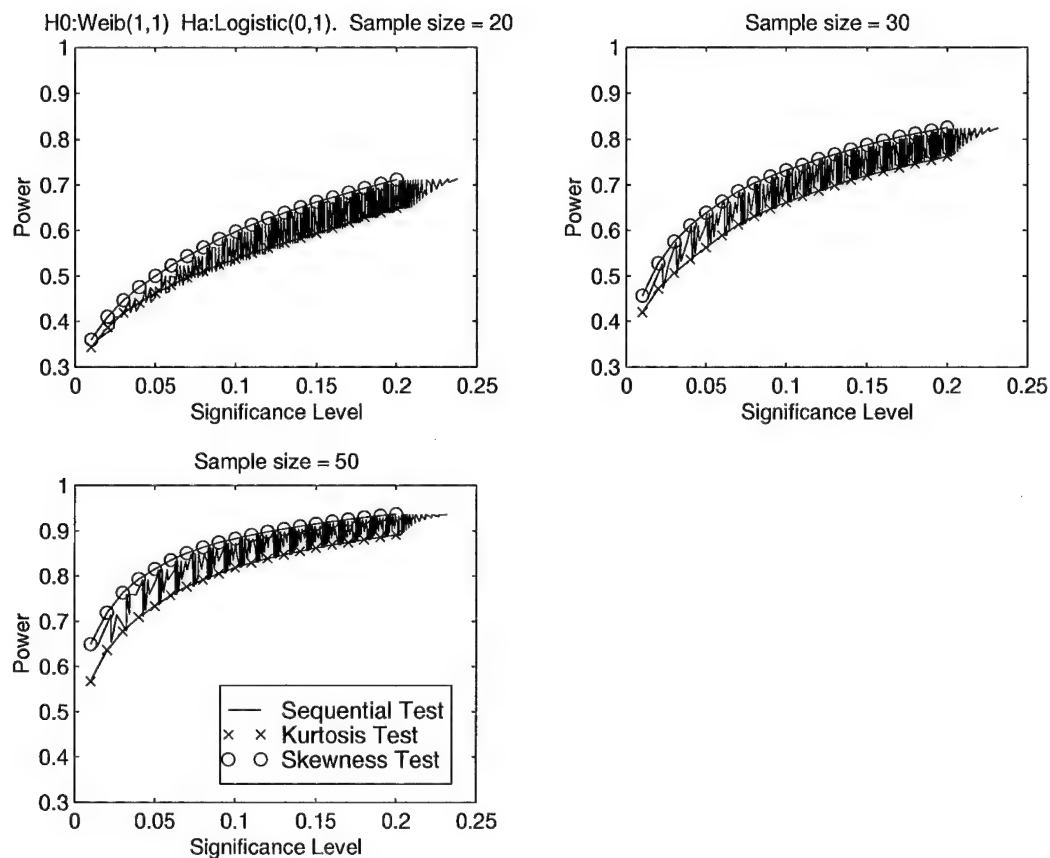 H0:Weib(1,1) Ha:Logistic(0,1). Sample size = 20
1
0.9
0.8
0.7
0.6
0.5
0.4
0.3
Power
0 0.05 0.1 0.15 0.2 0.25
Significance Level
Sample size = 30
1
0.9
0.8
0.7
0.6
0.5
0.4
0.3
Power
0 0.05 0.1 0.15 0.2 0.25
Significance Level
Sample size = 50
1
0.9
0.8
0.7
0.6
0.5
0.4
0.3
Power
0 0.05 0.1 0.15 0.2 0.25
Significance Level
Sequential Test
Kurtosis Test
Skewness Test